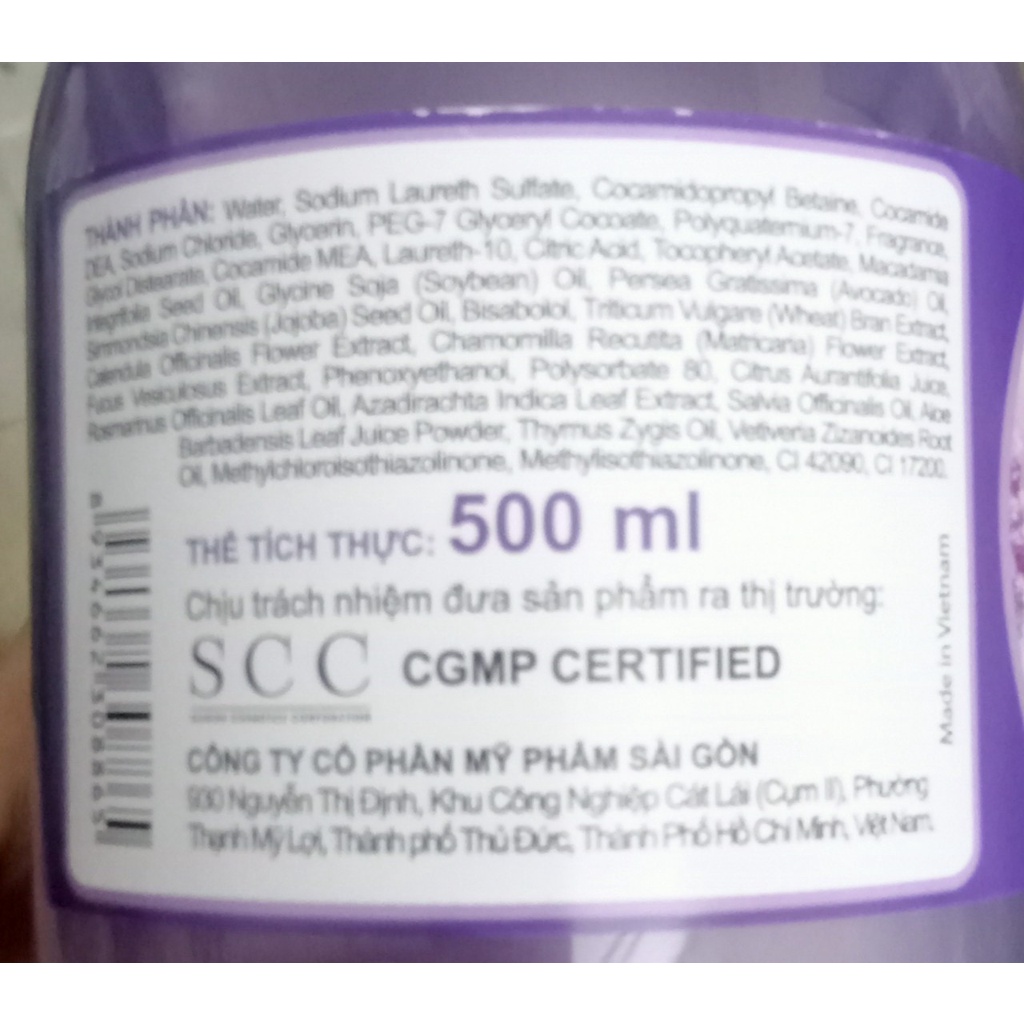 THÀNH PHẦN: Water, Sodium Laureth Sulfate, Cocamidopropyl Betaine, Cocamide
DEA, Sodium Chloride, Glycerin, PEG-7 Glyceryl Cocoate, Polyquaternium-7, Fragrance,
Glycol Distearate, Cocamide MEA, Laureth-10, Citric Acid, Tocopheryl Acetate, Macadamia
Integrifolia Seed Oil, Glycine Soja (Soybean) Oil, Persea Gratissima (Avocado) Oil,
Simmondsia Chinensis (Jojoba) Seed Oil, Bisabolol, Triticum Vulgare (Wheat) Bran Extract,
Calendula Officinalis Flower Extract, Chamomilla Recutita (Matricaria) Flower Extract,
Fucus Vesiculosus Extract, Phenoxyethanol, Polysorbate 80, Citrus Aurantifolia Juice,
Rosmarinus Officinalis Leaf Oil, Azadirachta Indica Leaf Extract, Salvia Officinalis Oil, Aloe
Barbadensis Leaf Juice Powder, Thymus Zygis Oil, Vetiveria Zizanoides Root
Oil, Methylchloroisothiazolinone, Methylisothiazolinone, CI 42090, CI 17200.
THỂ TÍCH THỰC: 500 ml
Chịu trách nhiệm đưa sản phẩm ra thị trường:
SCC CGMP CERTIFIED
CÔNG TY CỔ PHẦN MỸ PHẨM SÀI GÒN
930 Nguyễn Thị Định, Khu Công Nghiệp Cát Lái (Cụm II), Phường
Thạnh Mỹ Lợi, Thành phố Thủ Đức, Thành Phố Hồ Chí Minh, Việt Nam.
Made in Vietnam